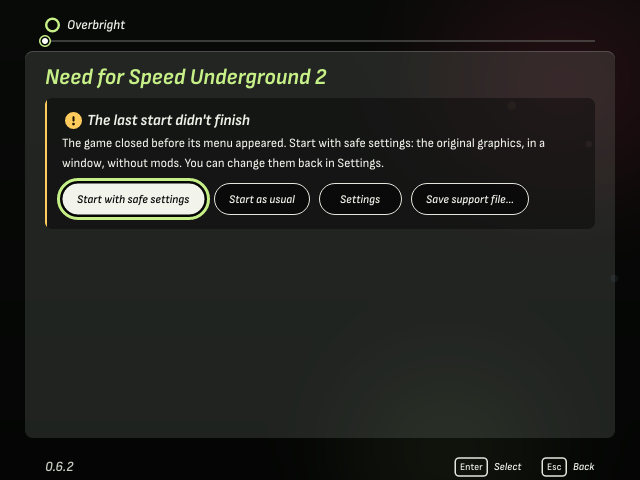 Overbright
Need for Speed Underground 2
The last start didn't finish
The game closed before its menu appeared. Start with safe settings: the original graphics, in a
window, without mods. You can change them back in Settings.
Start with safe settings
Start as usual
Settings
Save support file...
0.6.2
Enter Select Esc Back